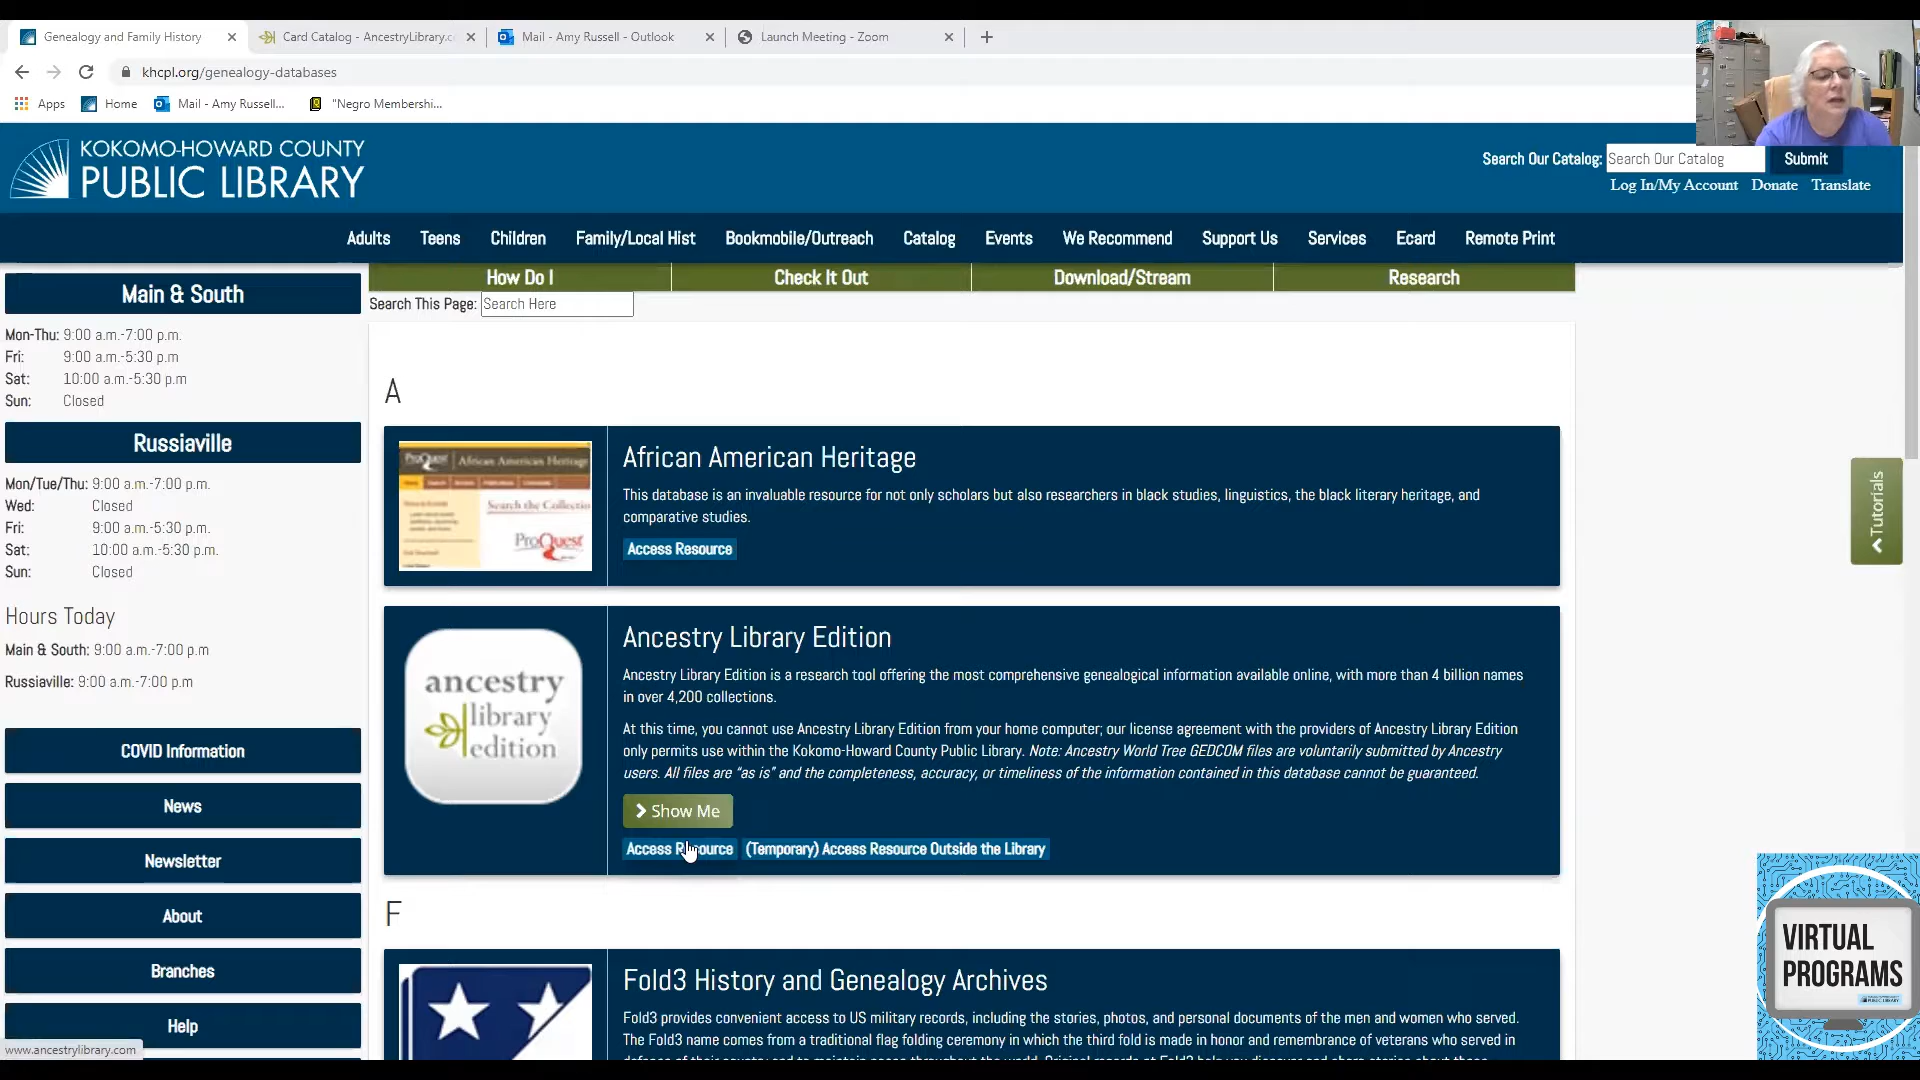 Genealogy and Family History
Card Catalog - AncestryLibrary.c
Mail - Amy Russell - Outlook
Launch Meeting - Zoom
khcpl.org/genealogy-databases
Apps
Home
Mail - Amy Russell...
"Negro Membershi...
KOKOMO-HOWARD COUNTY
PUBLIC LIBRARY
Search Our Catalog: Search Our Catalog Submit
Log In/My Account Donate Translate
Adults Teens Children Family/Local Hist Bookmobile/Outreach Catalog Events We Recommend Support Us Services Ecard Remote Print
How Do I Check It Out Download/Stream Research
Search This Page: Search Here
Main & South
Mon-Thu: 9:00 a.m.-7:00 p.m.
Fri: 9:00 a.m.-5:30 p.m
Sat: 10:00 a.m.-5:30 p.m
Sun: Closed
Russiaville
Mon/Tue/Thu: 9:00 a.m.-7:00 p.m.
Wed: Closed
Fri: 9:00 a.m.-5:30 p.m.
Sat: 10:00 a.m.-5:30 p.m.
Sun: Closed
Hours Today
Main & South: 9:00 a.m.-7:00 p.m
Russiaville: 9:00 a.m.-7:00 p.m
COVID Information
News
Newsletter
About
Branches
Help
www.ancestrylibrary.com
A
ProQuest African American Heritage
Search the Collectio
ProQuest
African American Heritage
This database is an invaluable resource for not only scholars but also researchers in black studies, linguistics, the black literary heritage, and
comparative studies.
Access Resource
ancestry
library
edition
Ancestry Library Edition
Ancestry Library Edition is a research tool offering the most comprehensive genealogical information available online, with more than 4 billion names
in over 4,200 collections.
At this time, you cannot use Ancestry Library Edition from your home computer; our license agreement with the providers of Ancestry Library Edition
only permits use within the Kokomo-Howard County Public Library. Note: Ancestry World Tree GEDCOM files are voluntarily submitted by Ancestry
users. All files are “as is” and the completeness, accuracy, or timeliness of the information contained in this database cannot be guaranteed.
Show Me
Access Resource (Temporary) Access Resource Outside the Library
F
Fold3 History and Genealogy Archives
Fold3 provides convenient access to US military records, including the stories, photos, and personal documents of the men and women who served.
The Fold3 name comes from a traditional flag folding ceremony in which the third fold is made in honor and remembrance of veterans who served in
Tutorials
VIRTUAL
PROGRAMS